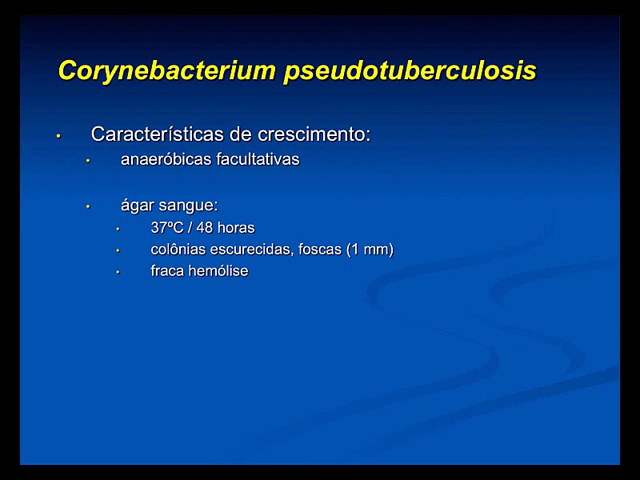 Corynebacterium pseudotuberculosis
• Características de crescimento:
• anaeróbicas facultativas
• ágar sangue:
• 37ºC / 48 horas
• colônias escurecidas, foscas (1 mm)
• fraca hemólise